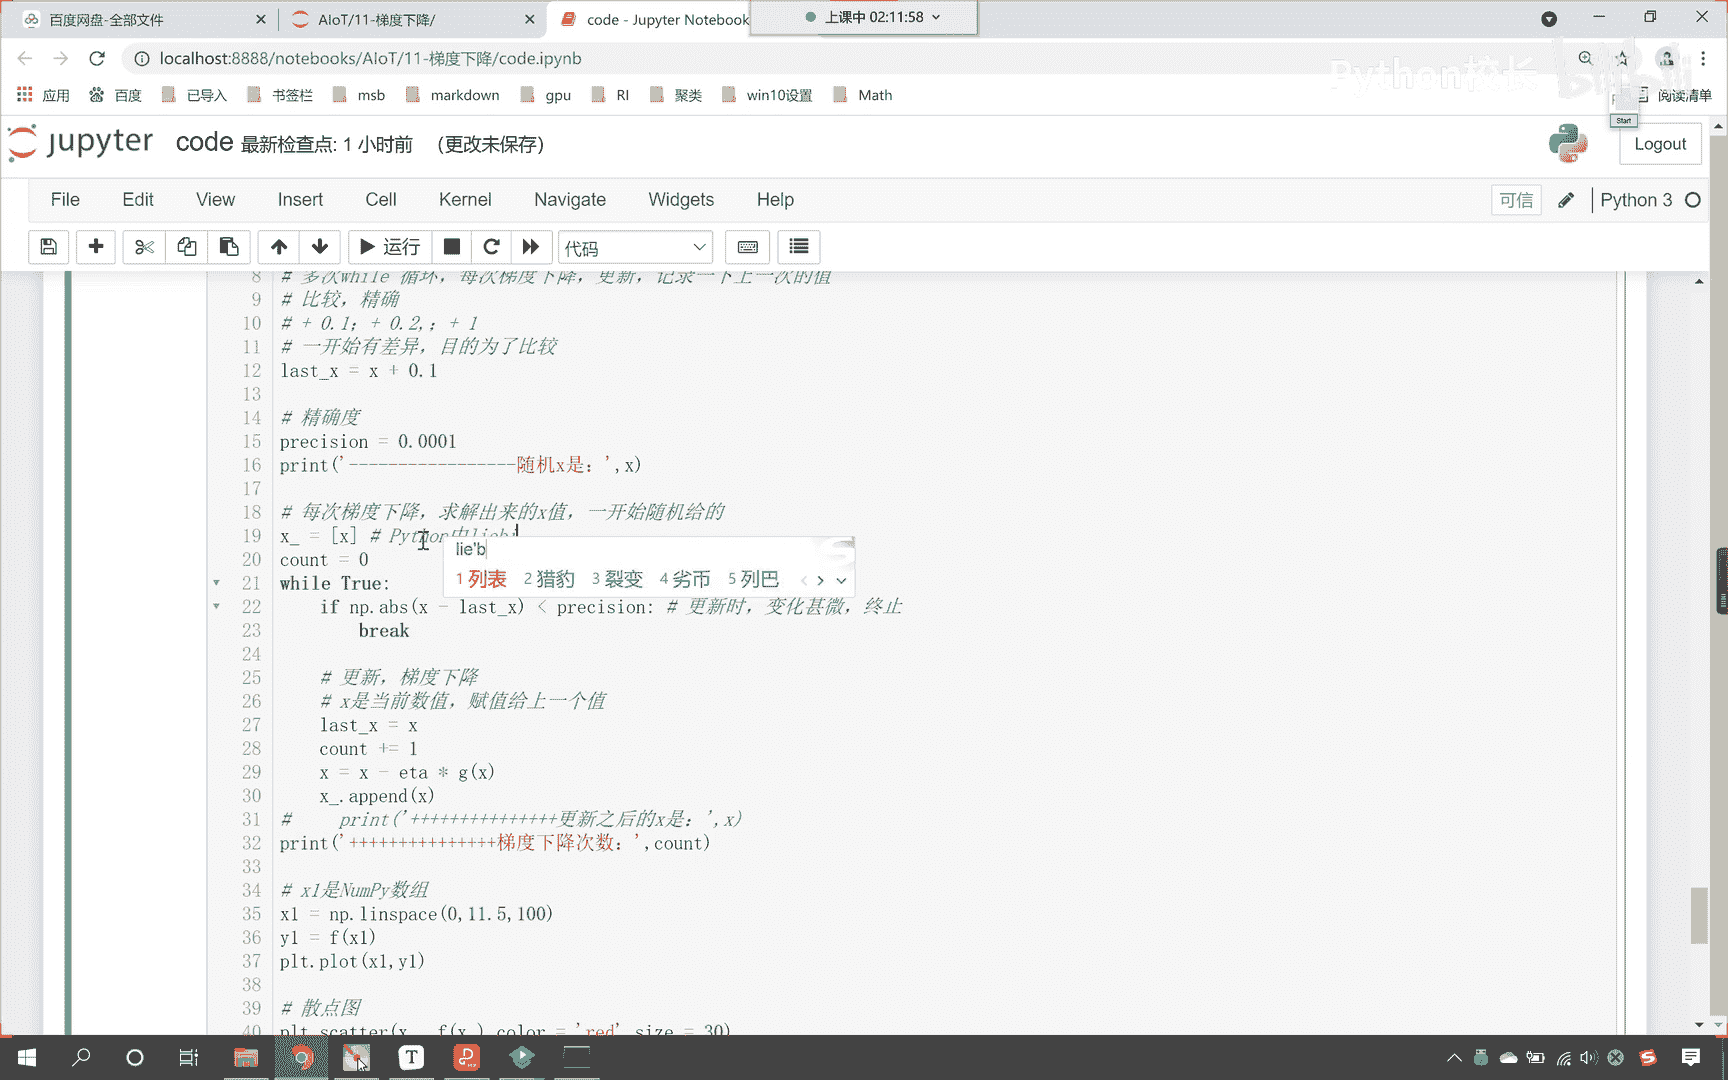 百度网盘-全部文件
AIoT/11-梯度下降/
code - Jupyter Notebook
上课中 02:11:58
localhost:8888/notebooks/AIoT/11-梯度下降/code.ipynb
Python校长
应用 百度 已导入 书签栏 msb markdown gpu RI 聚类 win10设置 Math 阅读清单
Start
jupyter code 最新检查点: 1 小时前 (更改未保存)
Logout
File Edit View Insert Cell Kernel Navigate Widgets Help
可信 Python 3
运行 代码
8 # 多次while 循环，每次梯度下降，更新，记录一下上一次的值
9 # 比较，精确
10 # + 0.1；+ 0.2,；+ 1
11 # 一开始有差异，目的为了比较
12 last_x = x + 0.1
13
14 # 精确度
15 precision = 0.0001
16 print('-----------------随机x是：',x)
17
18 # 每次梯度下降，求解出来的x值，一开始随机给的
19 x_ = [x] # Python中liebi
lie'b
1 列表 2 猎豹 3 裂变 4 劣币 5 列巴
20 count = 0
21 while True:
22 if np.abs(x - last_x) < precision: # 更新时，变化甚微，终止
23 break
24
25 # 更新，梯度下降
26 # x是当前数值，赋值给上一个值
27 last_x = x
28 count += 1
29 x = x - eta * g(x)
30 x_.append(x)
31 # print('+++++++++++++++更新之后的x是：',x)
32 print('+++++++++++++++梯度下降次数：',count)
33
34 # x1是NumPy数组
35 x1 = np.linspace(0,11.5,100)
36 y1 = f(x1)
37 plt.plot(x1,y1)
38
39 # 散点图
40 plt.scatter(x_, f(x_),color = 'red',size = 30)